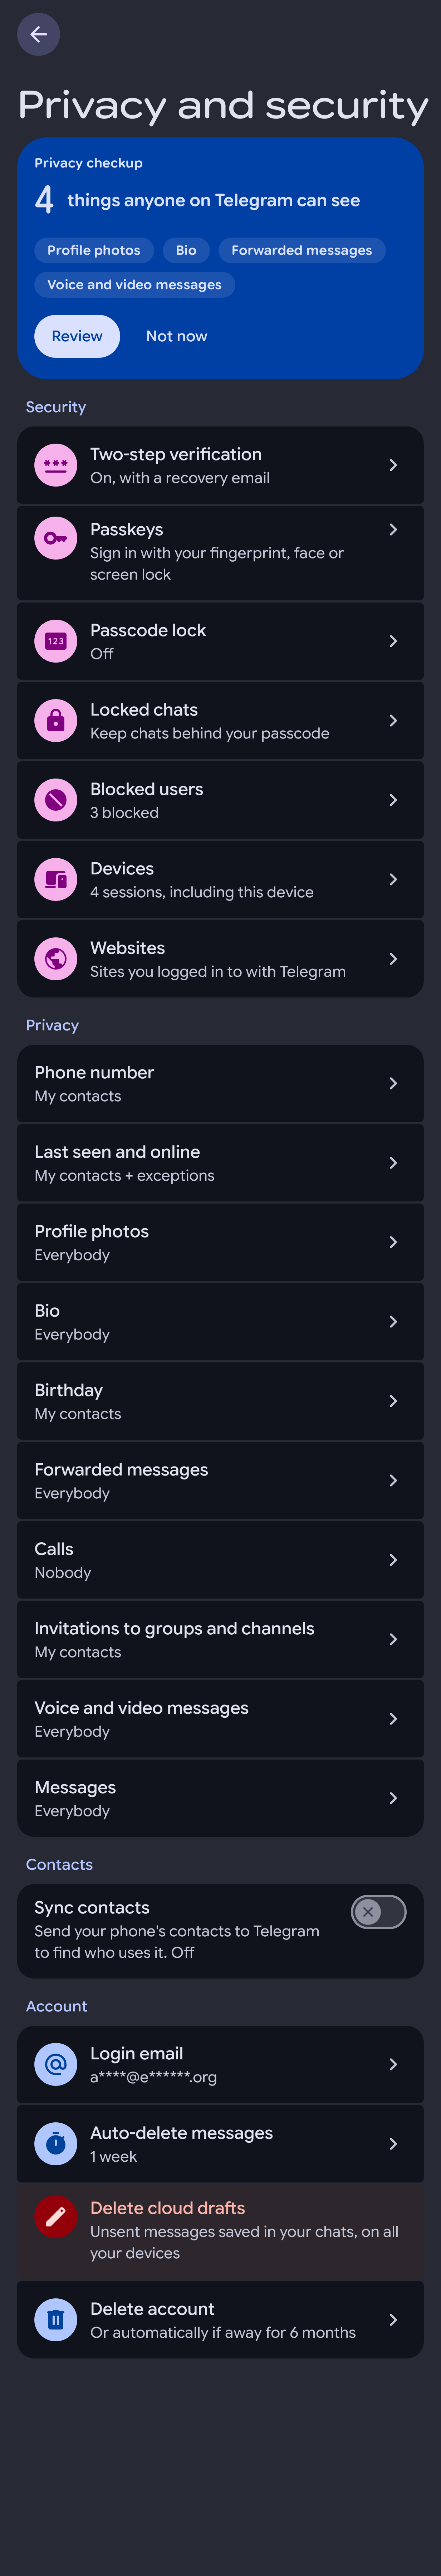 Privacy and security
Privacy checkup
4 things anyone on Telegram can see
Profile photos
Bio
Forwarded messages
Voice and video messages
Review
Not now
Security
Two-step verification
On, with a recovery email
Passkeys
Sign in with your fingerprint, face or
screen lock
123
Passcode lock
Off
Locked chats
Keep chats behind your passcode
Blocked users
3 blocked
Devices
4 sessions, including this device
Websites
Sites you logged in to with Telegram
Privacy
Phone number
My contacts
Last seen and online
My contacts + exceptions
Profile photos
Everybody
Bio
Everybody
Birthday
My contacts
Forwarded messages
Everybody
Calls
Nobody
Invitations to groups and channels
My contacts
Voice and video messages
Everybody
Messages
Everybody
Contacts
Sync contacts
Send your phone's contacts to Telegram
to find who uses it. Off
Account
Login email
a****@e******.org
Auto-delete messages
1 week
Delete cloud drafts
Unsent messages saved in your chats, on all
your devices
Delete account
Or automatically if away for 6 months